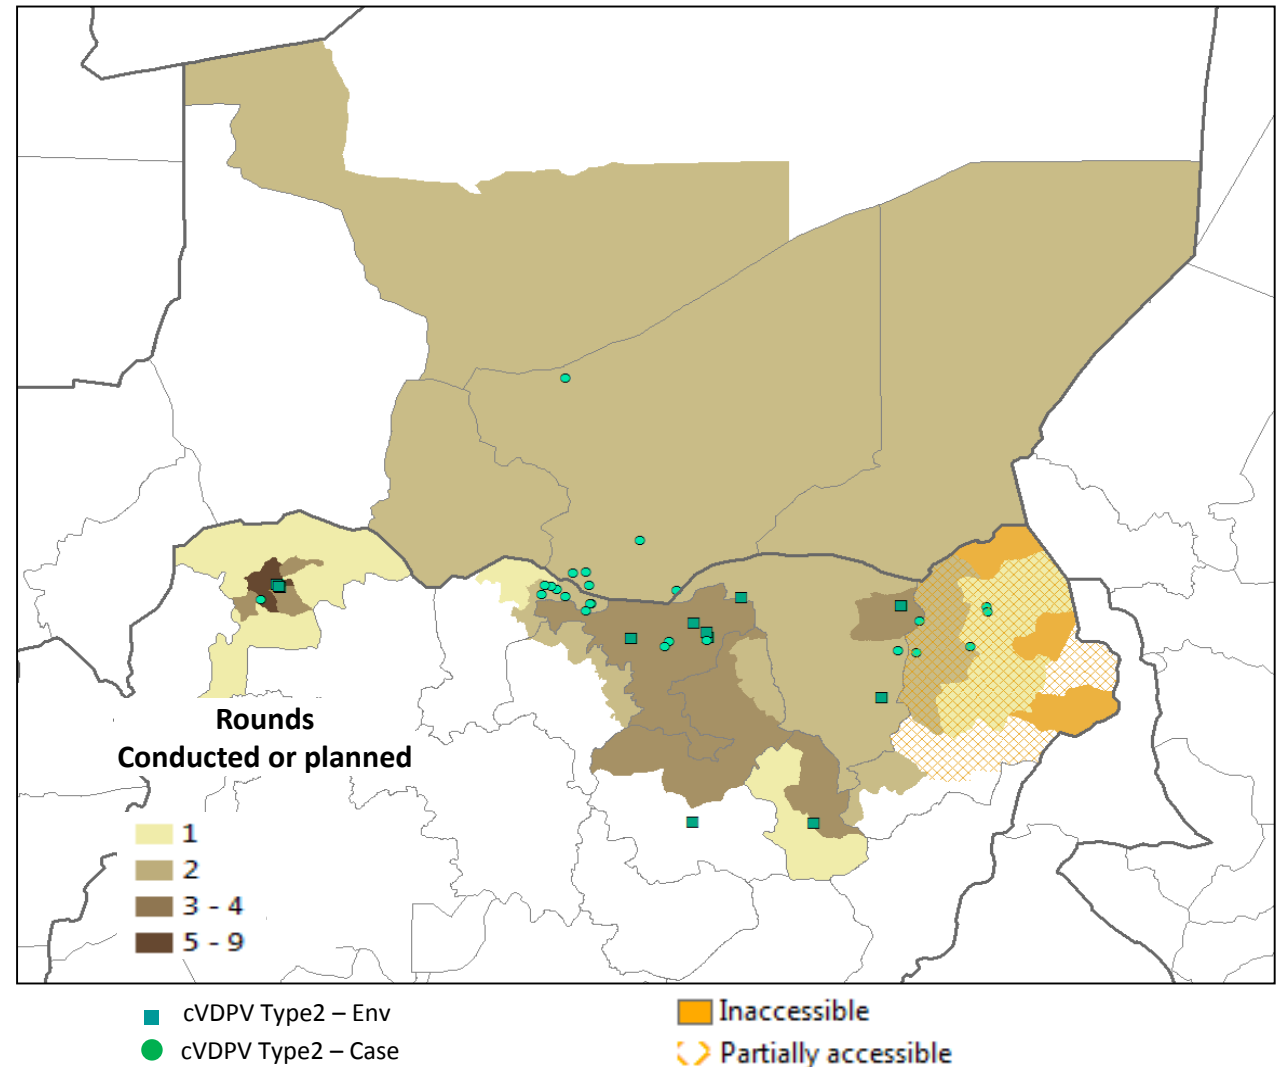 Rounds
Conducted or planned
1
2
3 - 4
5 - 9
cVDPV Type2 – Env
cVDPV Type2 – Case
Inaccessible
Partially accessible